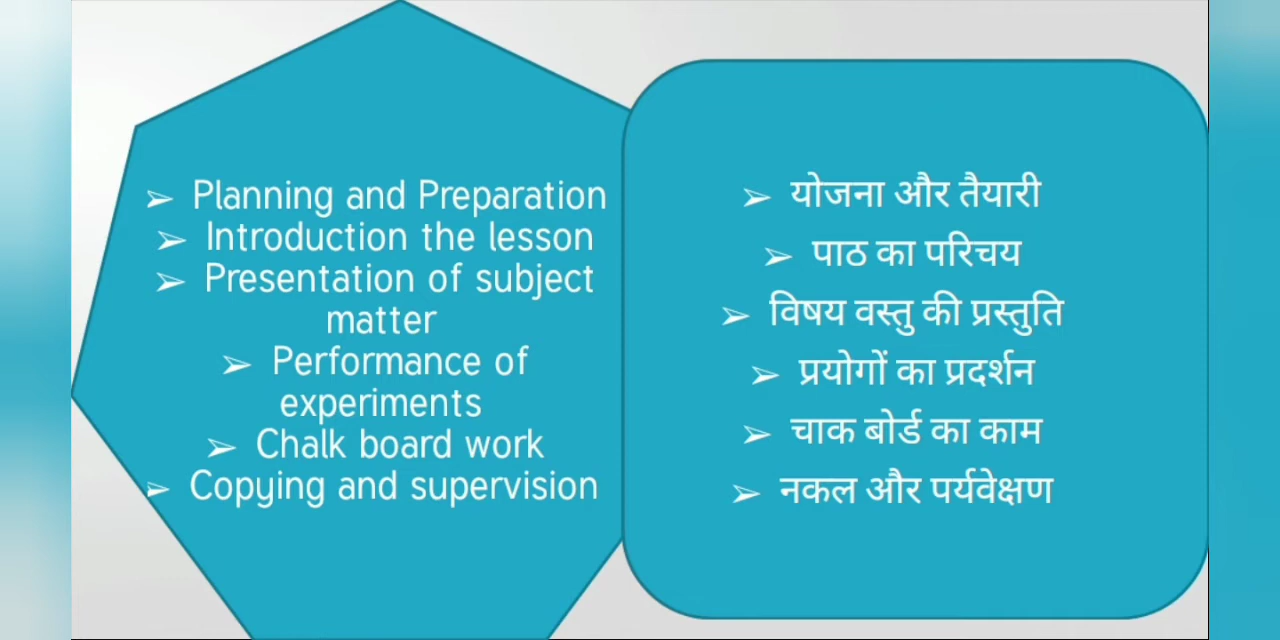 ➢ Planning and Preparation
➢ Introduction the lesson
➢ Presentation of subject
matter
➢ Performance of
experiments
➢ Chalk board work
➢ Copying and supervision
➢ योजना और तैयारी
➢ पाठ का परिचय
➢ विषय वस्तु की प्रस्तुति
➢ प्रयोगों का प्रदर्शन
➢ चाक बोर्ड का काम
➢ नकल और पर्यवेक्षण